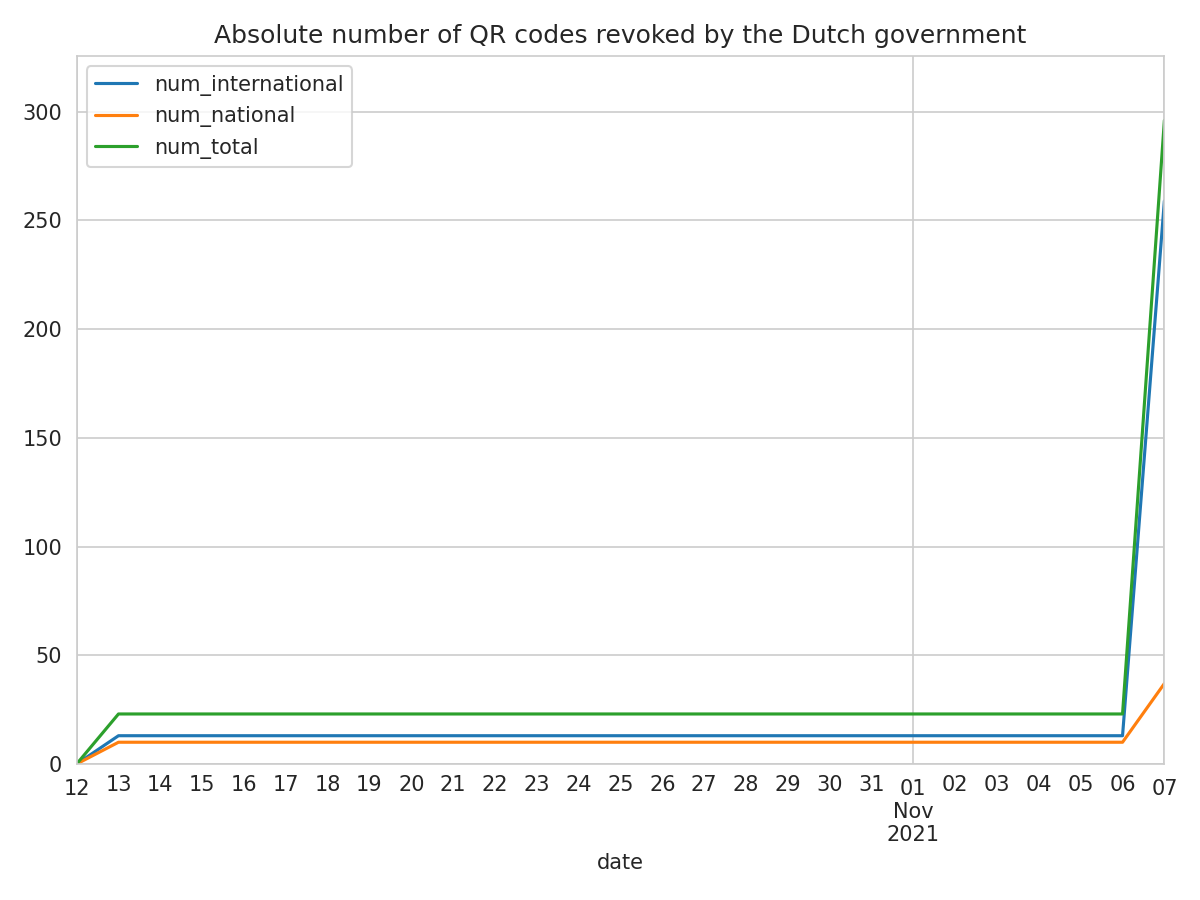 Absolute number of QR codes revoked by the Dutch government
num_international
num_national
num_total
300
250
200
150
100
50
0
12 13 14 15 16 17 18 19 20 21 22 23 24 25 26 27 28 29 30 31 01 02 03 04 05 06 07
Nov
2021
date